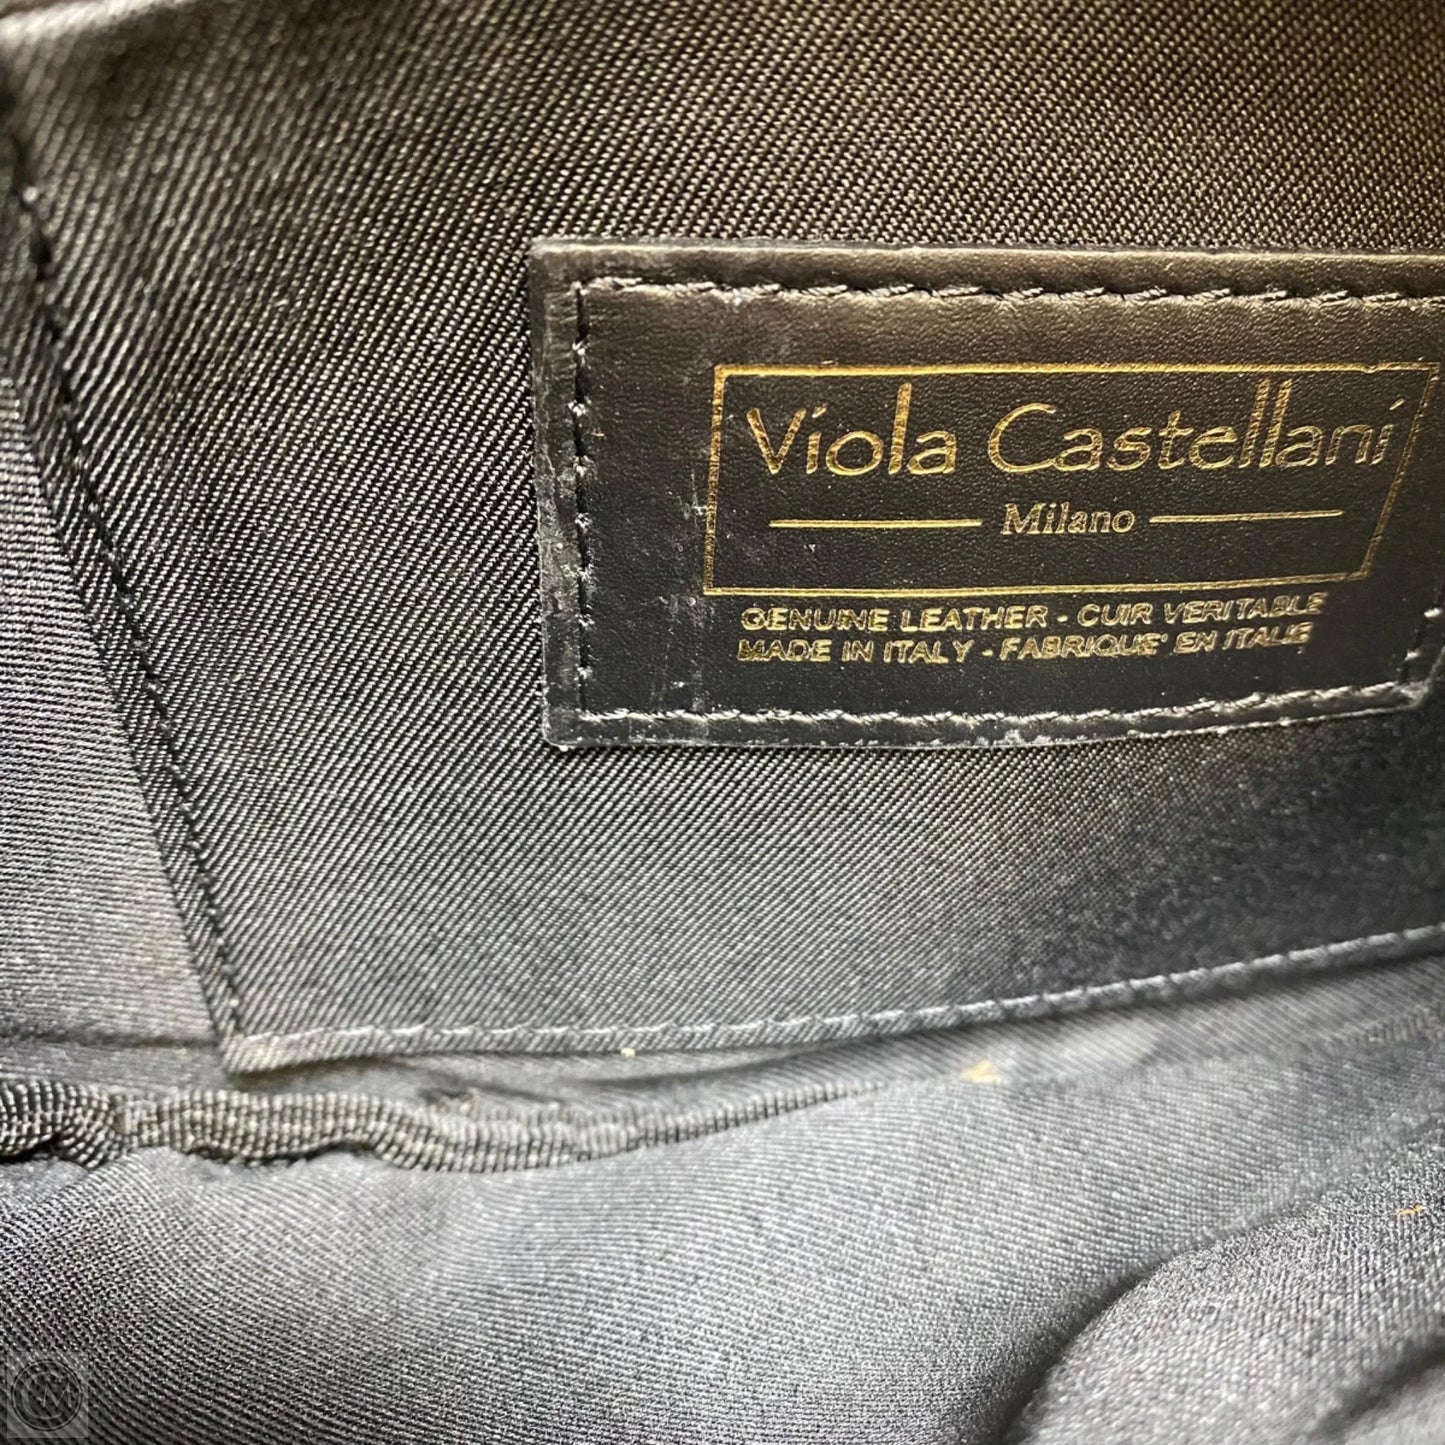 Viola Castellani
Milano
GENUINE LEATHER - CUIR VERITABLE
MADE IN ITALY - FABRIQUE' EN ITALIE